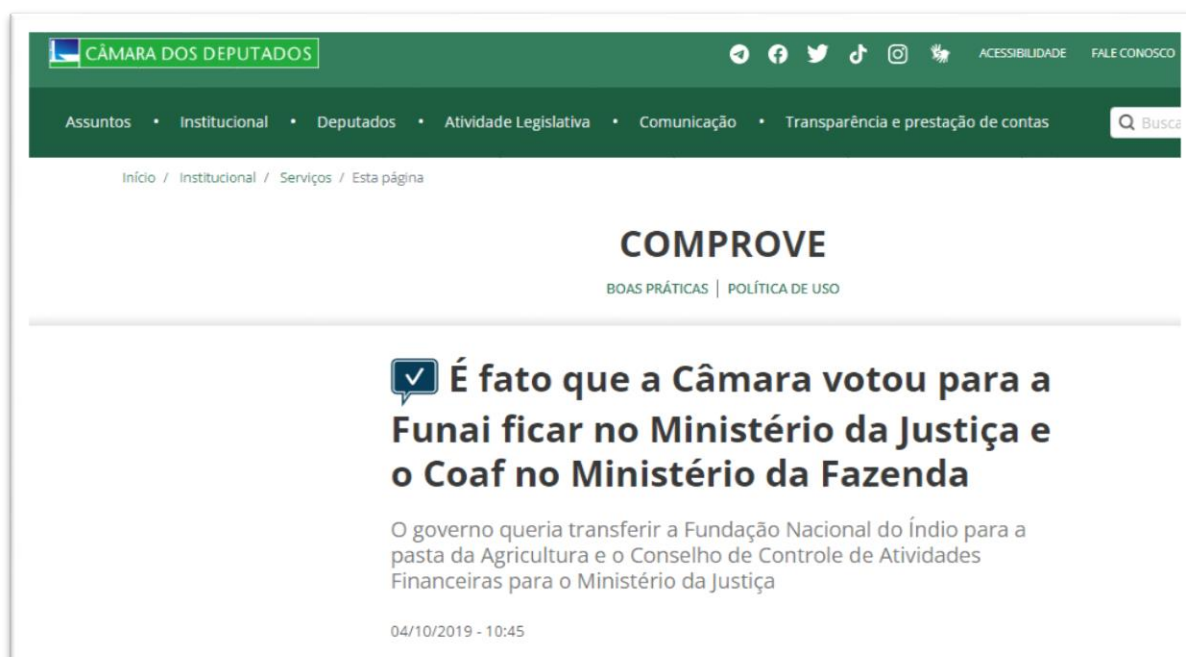 CÂMARA DOS DEPUTADOS
ACESSIBILIDADE FALE CONOSCO
Assuntos • Institucional • Deputados • Atividade Legislativa • Comunicação • Transparência e prestação de contas Busca
Início / Institucional / Serviços / Esta página
COMPROVE
BOAS PRÁTICAS | POLÍTICA DE USO
É fato que a Câmara votou para a
Funai ficar no Ministério da Justiça e
o Coaf no Ministério da Fazenda
O governo queria transferir a Fundação Nacional do Índio para a
pasta da Agricultura e o Conselho de Controle de Atividades
Financeiras para o Ministério da Justiça
04/10/2019 - 10:45